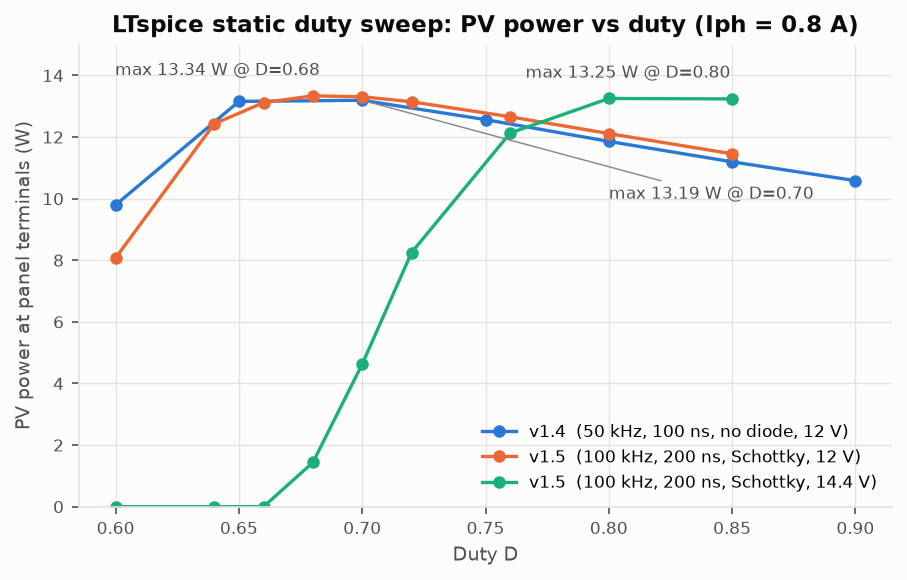 LTspice static duty sweep: PV power vs duty (Iph = 0.8 A)
max 13.34 W @ D=0.68
max 13.25 W @ D=0.80
max 13.19 W @ D=0.70
PV power at panel terminals (W)
14
12
10
8
6
4
2
0
v1.4 (50 kHz, 100 ns, no diode, 12 V)
v1.5 (100 kHz, 200 ns, Schottky, 12 V)
v1.5 (100 kHz, 200 ns, Schottky, 14.4 V)
0.60 0.65 0.70 0.75 0.80 0.85 0.90
Duty D